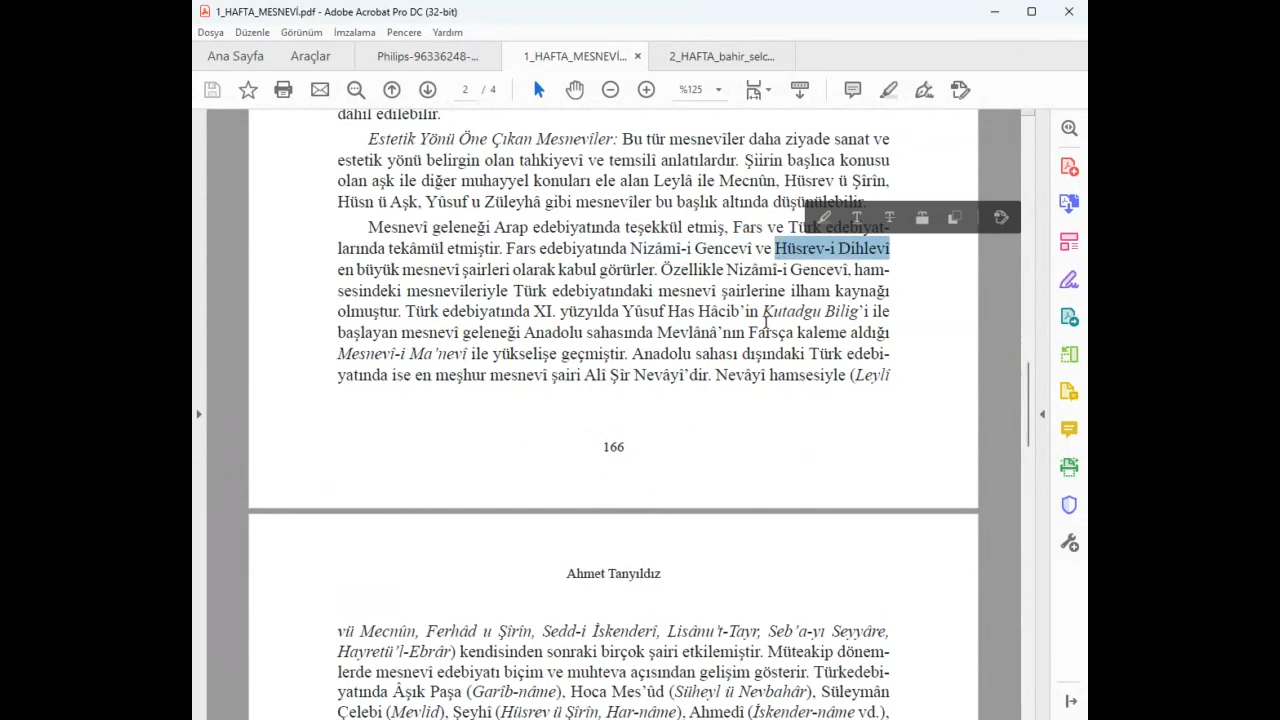 1_HAFTA_MESNEVİ.pdf - Adobe Acrobat Pro DC (32-bit)
Dosya Düzenle Görünüm İmzalama Pencere Yardım
Ana Sayfa Araçlar Philips-96336248-... 1_HAFTA_MESNEVİ... × 2_HAFTA_bahir_selc...
2 / 4 %125
dahil edilebilir.
Estetik Yönü Öne Çıkan Mesnevîler: Bu tür mesnevîler daha ziyade sanat ve
estetik yönü belirgin olan tahkiyevî ve temsilî anlatılardır. Şiirin başlıca konusu
olan aşk ile diğer muhayyel konuları ele alan Leylâ ile Mecnûn, Hüsrev ü Şîrîn,
Hüsn ü Aşk, Yûsuf u Züleyhâ gibi mesneviler bu başlık altında düşünülebilir.
Mesnevî geleneği Arap edebiyatında teşekkül etmiş, Fars ve Türk edebiyat-
larında tekâmül etmiştir. Fars edebiyatında Nizâmî-i Gencevî ve Hüsrev-i Dihlevî
en büyük mesnevî şairleri olarak kabul görürler. Özellikle Nizâmî-i Gencevî, ham-
sesindeki mesnevîleriyle Türk edebiyatındaki mesnevî şairlerine ilham kaynağı
olmuştur. Türk edebiyatında XI. yüzyılda Yûsuf Has Hâcib’in Kutadgu Bilig’i ile
başlayan mesnevî geleneği Anadolu sahasında Mevlânâ’nın Farsça kaleme aldığı
Mesnevî-i Ma’nevî ile yükselişe geçmiştir. Anadolu sahası dışındaki Türk edebi-
yatında ise en meşhur mesnevî şairi Alî Şîr Nevâyî’dir. Nevâyî hamsesiyle (Leylî
166
Ahmet Tanyıldız
vü Mecnûn, Ferhâd u Şîrîn, Sedd-i İskenderî, Lisânu’t-Tayr, Seb’a-yı Seyyâre,
Hayretü’l-Ebrâr) kendisinden sonraki birçok şairi etkilemiştir. Müteakip dönem-
lerde mesnevî edebiyatı biçim ve muhteva açısından gelişim gösterir. Türkedebi-
yatında Âşık Paşa (Garîb-nâme), Hoca Mes’ûd (Süheyl ü Nevbahâr), Süleymân
Çelebi (Mevlid), Şeyhî (Hüsrev ü Şîrîn, Har-nâme), Ahmedî (İskender-nâme vd.),